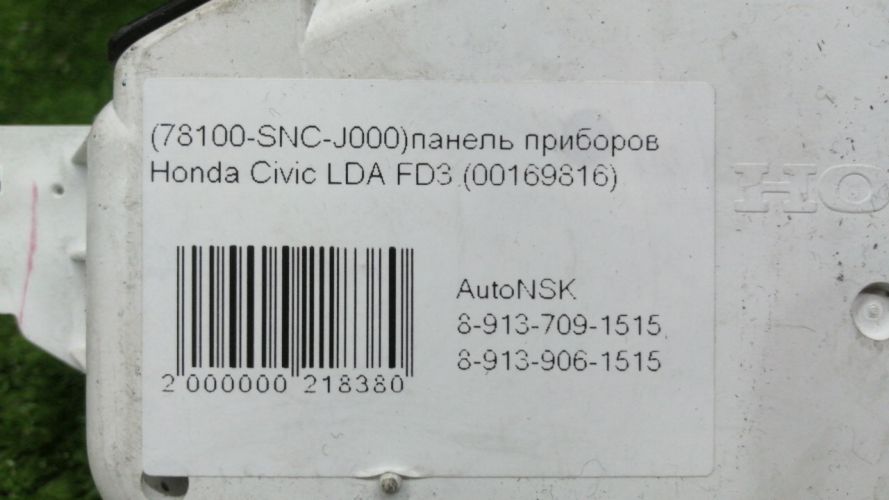 (78100-SNC-J000)панель приборов
Honda Civic LDA FD3 (00169816)
AutoNSK
8-913-709-1515
8-913-906-1515
2 000000 218380
HO